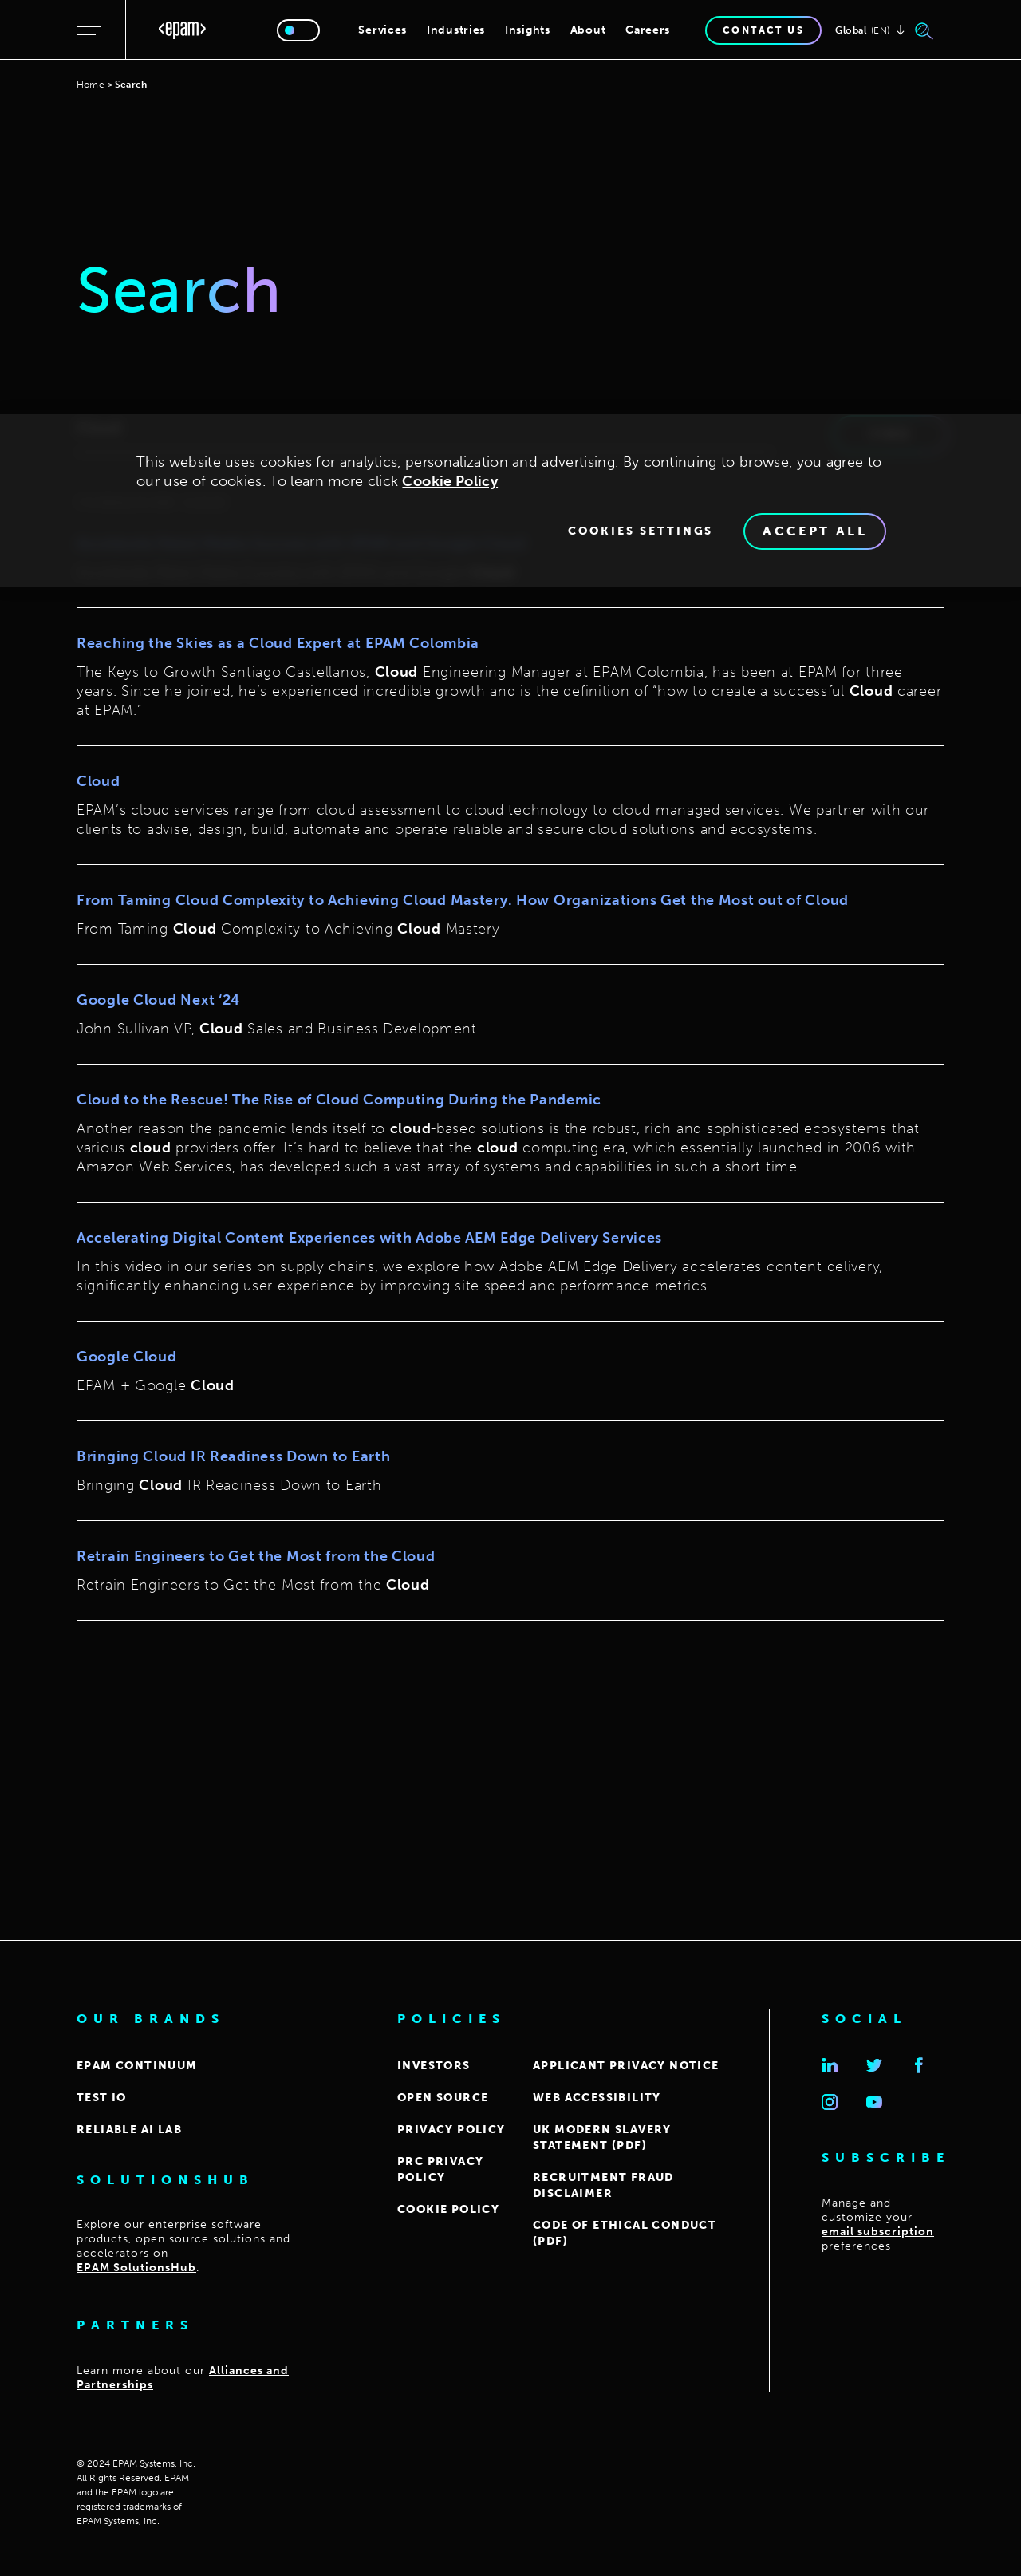 <epam>
Services Industries Insights About Careers CONTACT US Global (EN)
Home > Search
Search
This website uses cookies for analytics, personalization and advertising. By continuing to browse, you agree to
our use of cookies. To learn more click Cookie Policy
COOKIES SETTINGS ACCEPT ALL
Reaching the Skies as a Cloud Expert at EPAM Colombia
The Keys to Growth Santiago Castellanos, Cloud Engineering Manager at EPAM Colombia, has been at EPAM for three
years. Since he joined, he’s experienced incredible growth and is the definition of “how to create a successful Cloud career
at EPAM.”
Cloud
EPAM’s cloud services range from cloud assessment to cloud technology to cloud managed services. We partner with our
clients to advise, design, build, automate and operate reliable and secure cloud solutions and ecosystems.
From Taming Cloud Complexity to Achieving Cloud Mastery. How Organizations Get the Most out of Cloud
From Taming Cloud Complexity to Achieving Cloud Mastery
Google Cloud Next ’24
John Sullivan VP, Cloud Sales and Business Development
Cloud to the Rescue! The Rise of Cloud Computing During the Pandemic
Another reason the pandemic lends itself to cloud-based solutions is the robust, rich and sophisticated ecosystems that
various cloud providers offer. It’s hard to believe that the cloud computing era, which essentially launched in 2006 with
Amazon Web Services, has developed such a vast array of systems and capabilities in such a short time.
Accelerating Digital Content Experiences with Adobe AEM Edge Delivery Services
In this video in our series on supply chains, we explore how Adobe AEM Edge Delivery accelerates content delivery,
significantly enhancing user experience by improving site speed and performance metrics.
Google Cloud
EPAM + Google Cloud
Bringing Cloud IR Readiness Down to Earth
Bringing Cloud IR Readiness Down to Earth
Retrain Engineers to Get the Most from the Cloud
Retrain Engineers to Get the Most from the Cloud
OUR BRANDS
EPAM CONTINUUM
TEST IO
RELIABLE AI LAB
SOLUTIONSHUB
Explore our enterprise software
products, open source solutions and
accelerators on
EPAM SolutionsHub.
PARTNERS
Learn more about our Alliances and
Partnerships.
POLICIES
INVESTORS
OPEN SOURCE
PRIVACY POLICY
PRC PRIVACY
POLICY
COOKIE POLICY
APPLICANT PRIVACY NOTICE
WEB ACCESSIBILITY
UK MODERN SLAVERY
STATEMENT (PDF)
RECRUITMENT FRAUD
DISCLAIMER
CODE OF ETHICAL CONDUCT
(PDF)
SOCIAL
SUBSCRIBE
Manage and
customize your
email subscription
preferences
© 2024 EPAM Systems, Inc.
All Rights Reserved. EPAM
and the EPAM logo are
registered trademarks of
EPAM Systems, Inc.